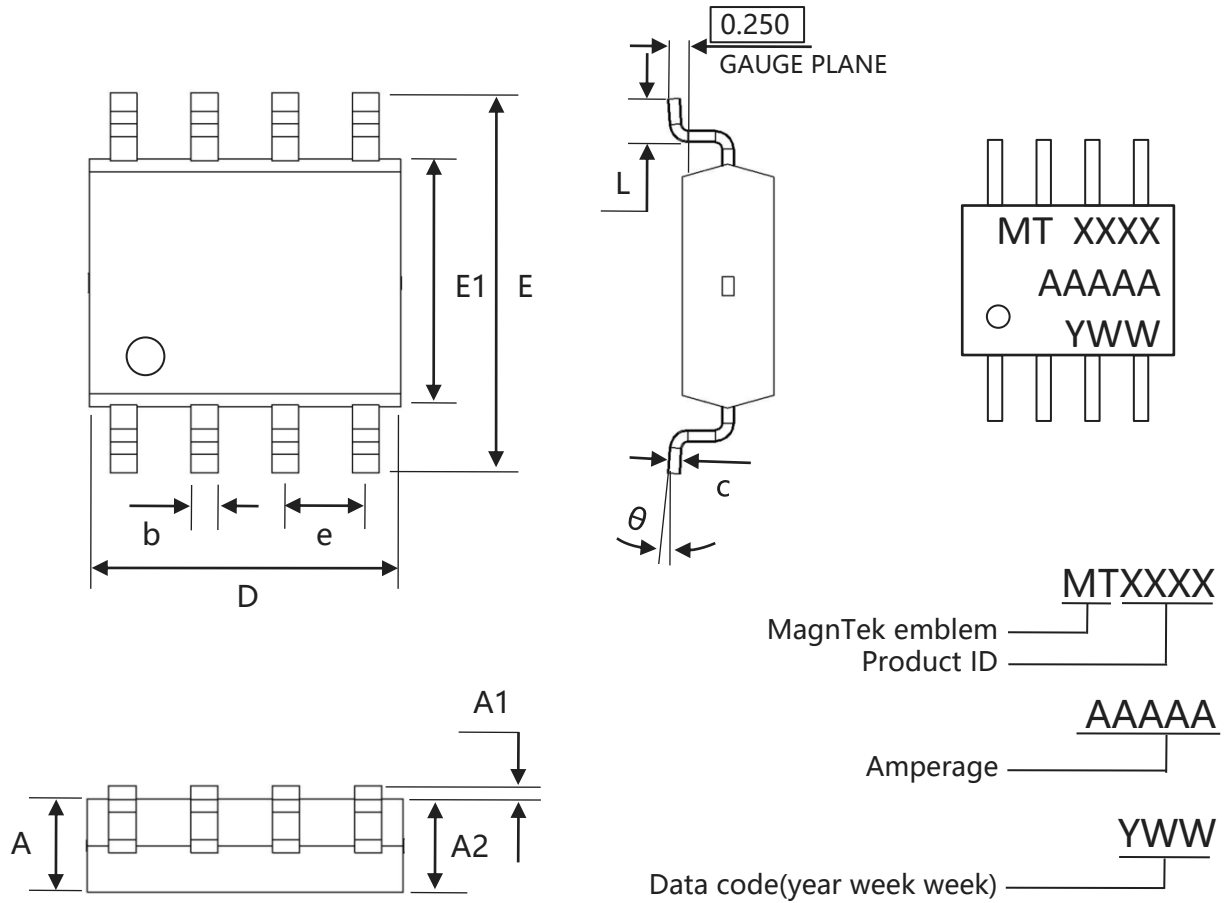 0.250
GAUGE PLANE
L
E1
E
MT XXXX
AAAAA
YWW
b
e
c
θ
D
MTXXXX
MagnTek emblem
Product ID
A1
AAAAA
Amperage
A
A2
YWW
Data code(year week week)